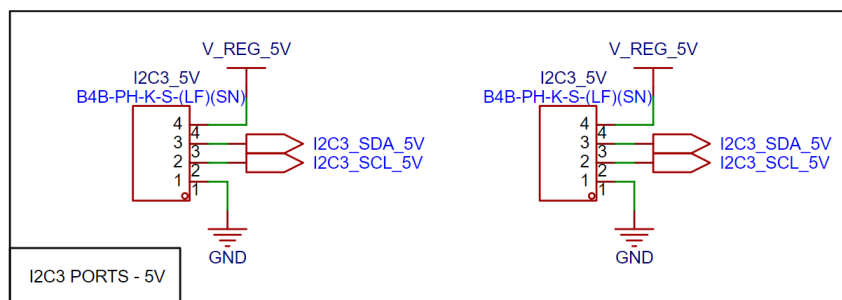 V_REG_5V
I2C3_5V
B4B-PH-K-S-(LF)(SN)
4
4
3
3
I2C3_SDA_5V
2
2
I2C3_SCL_5V
1
1
GND
V_REG_5V
I2C3_5V
B4B-PH-K-S-(LF)(SN)
4
4
3
3
I2C3_SDA_5V
2
2
I2C3_SCL_5V
1
1
GND
I2C3 PORTS - 5V